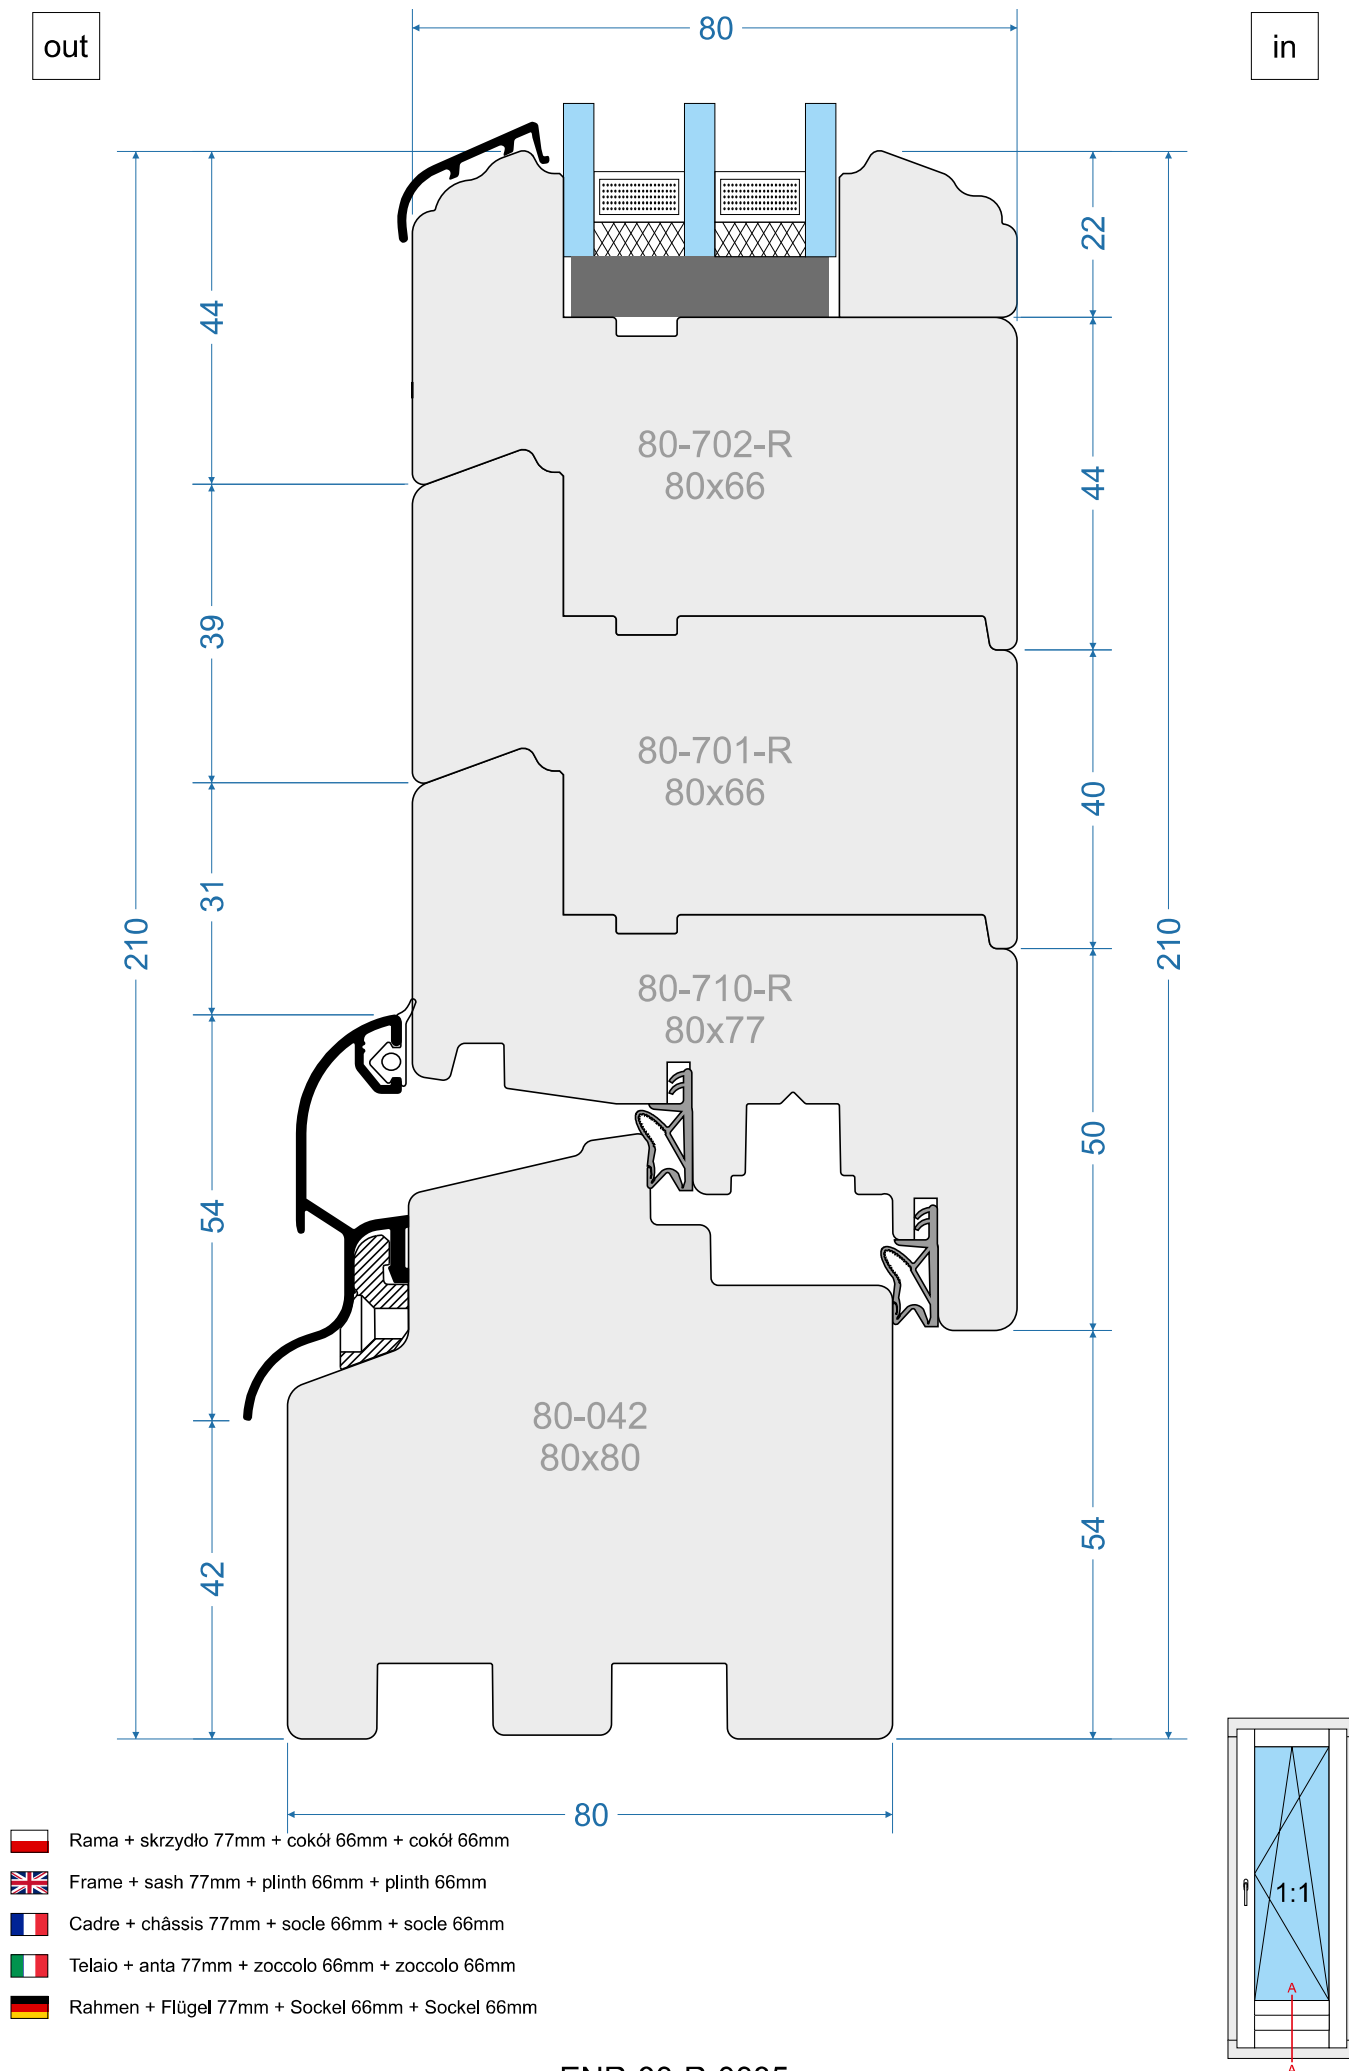 out
80
in
22
44
44
80-702-R
80x66
39
80-701-R
80x66
40
31
210
210
80-710-R
80x77
50
54
80-042
80x80
54
42
80
Rama + skrzydło 77mm + cokół 66mm + cokół 66mm
Frame + sash 77mm + plinth 66mm + plinth 66mm
Cadre + châssis 77mm + socle 66mm + socle 66mm
Telaio + anta 77mm + zoccolo 66mm + zoccolo 66mm
Rahmen + Flügel 77mm + Sockel 66mm + Sockel 66mm
1:1
A
A